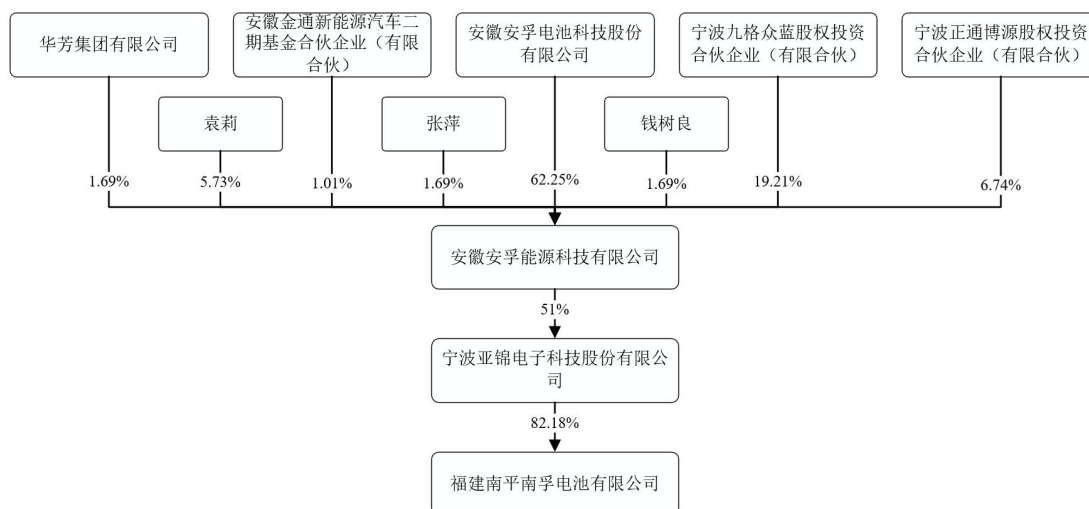 华芳集团有限公司
安徽金通新能源汽车二
期基金合伙企业（有限
合伙）
安徽安孚电池科技股份
有限公司
宁波九格众蓝股权投资
合伙企业（有限合伙）
宁波正通博源股权投资
合伙企业（有限合伙）
袁莉
张萍
钱树良
1.69%
5.73%
1.01%
1.69%
62.25%
1.69%
19.21%
6.74%
安徽安孚能源科技有限公司
51%
宁波亚锦电子科技股份有限公
司
82.18%
福建南平南孚电池有限公司